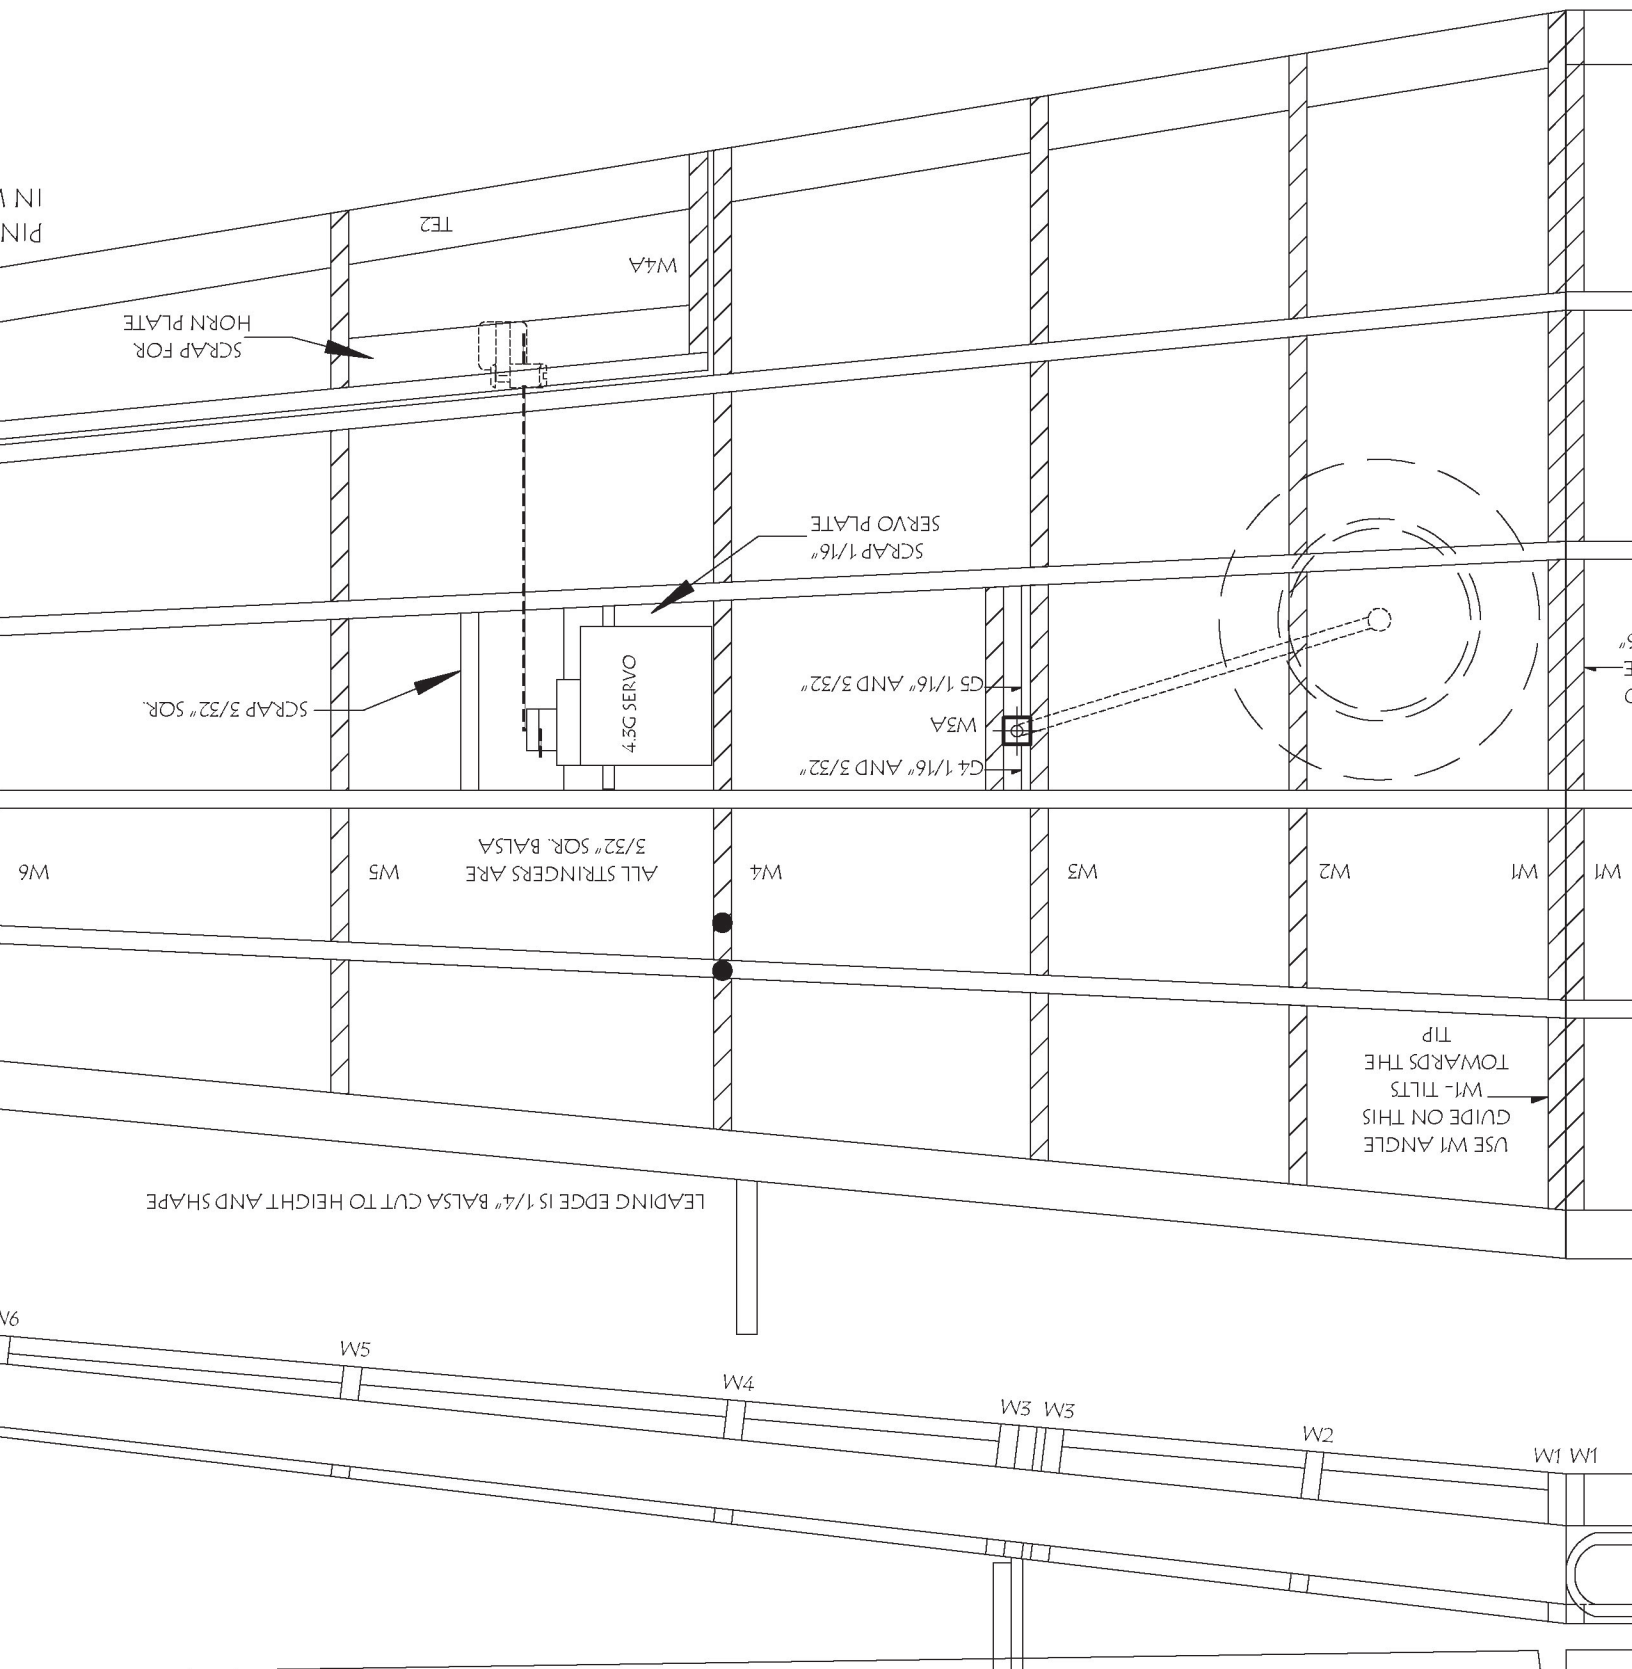 PIN
IN
TE2
W4A
SCRAP FOR
HORN PLATE
SCRAP 1/16"
SERVO PLATE
G5 1/16" AND 3/32"
SCRAP 3/32" SQR.
4.3G SERVO
W3A
G4 1/16" AND 3/32"
W6
W5
ALL STRINGERS ARE
3/32" SQR. BALSA
W4
W3
W2
W1
W1
USE W1 ANGLE
GUIDE ON THIS
W1- TILTS
TOWARDS THE
TIP
LEADING EDGE IS 1/4" BALSA CUT TO HEIGHT AND SHAPE
W6
W5
W4
W3 W3
W2
W1 W1